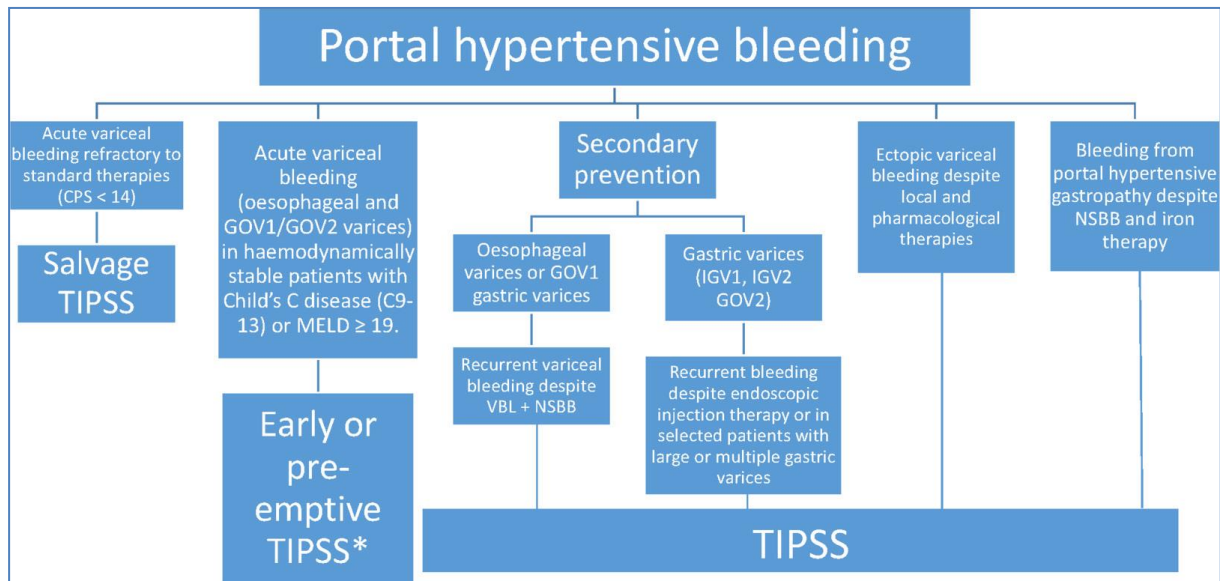 Portal hypertensive bleeding
Acute variceal
bleeding refractory to
standard therapies
(CPS < 14)
Salvage
TIPSS
Acute variceal
bleeding
(oesophageal and
GOV1/GOV2 varices)
in haemodynamically
stable patients with
Child's C disease (C9-
13) or MELD ≥ 19.
Early or
pre-
emptive
TIPSS*
Secondary
prevention
Oesophageal
varices or GOV1
gastric varices
Recurrent variceal
bleeding despite
VBL + NSBB
Gastric varices
(IGV1, IGV2
GOV2)
Recurrent bleeding
despite endoscopic
injection therapy or in
selected patients with
large or multiple gastric
varices
Ectopic variceal
bleeding despite
local and
pharmacological
therapies
Bleeding from
portal hypertensive
gastropathy despite
NSBB and iron
therapy
TIPSS